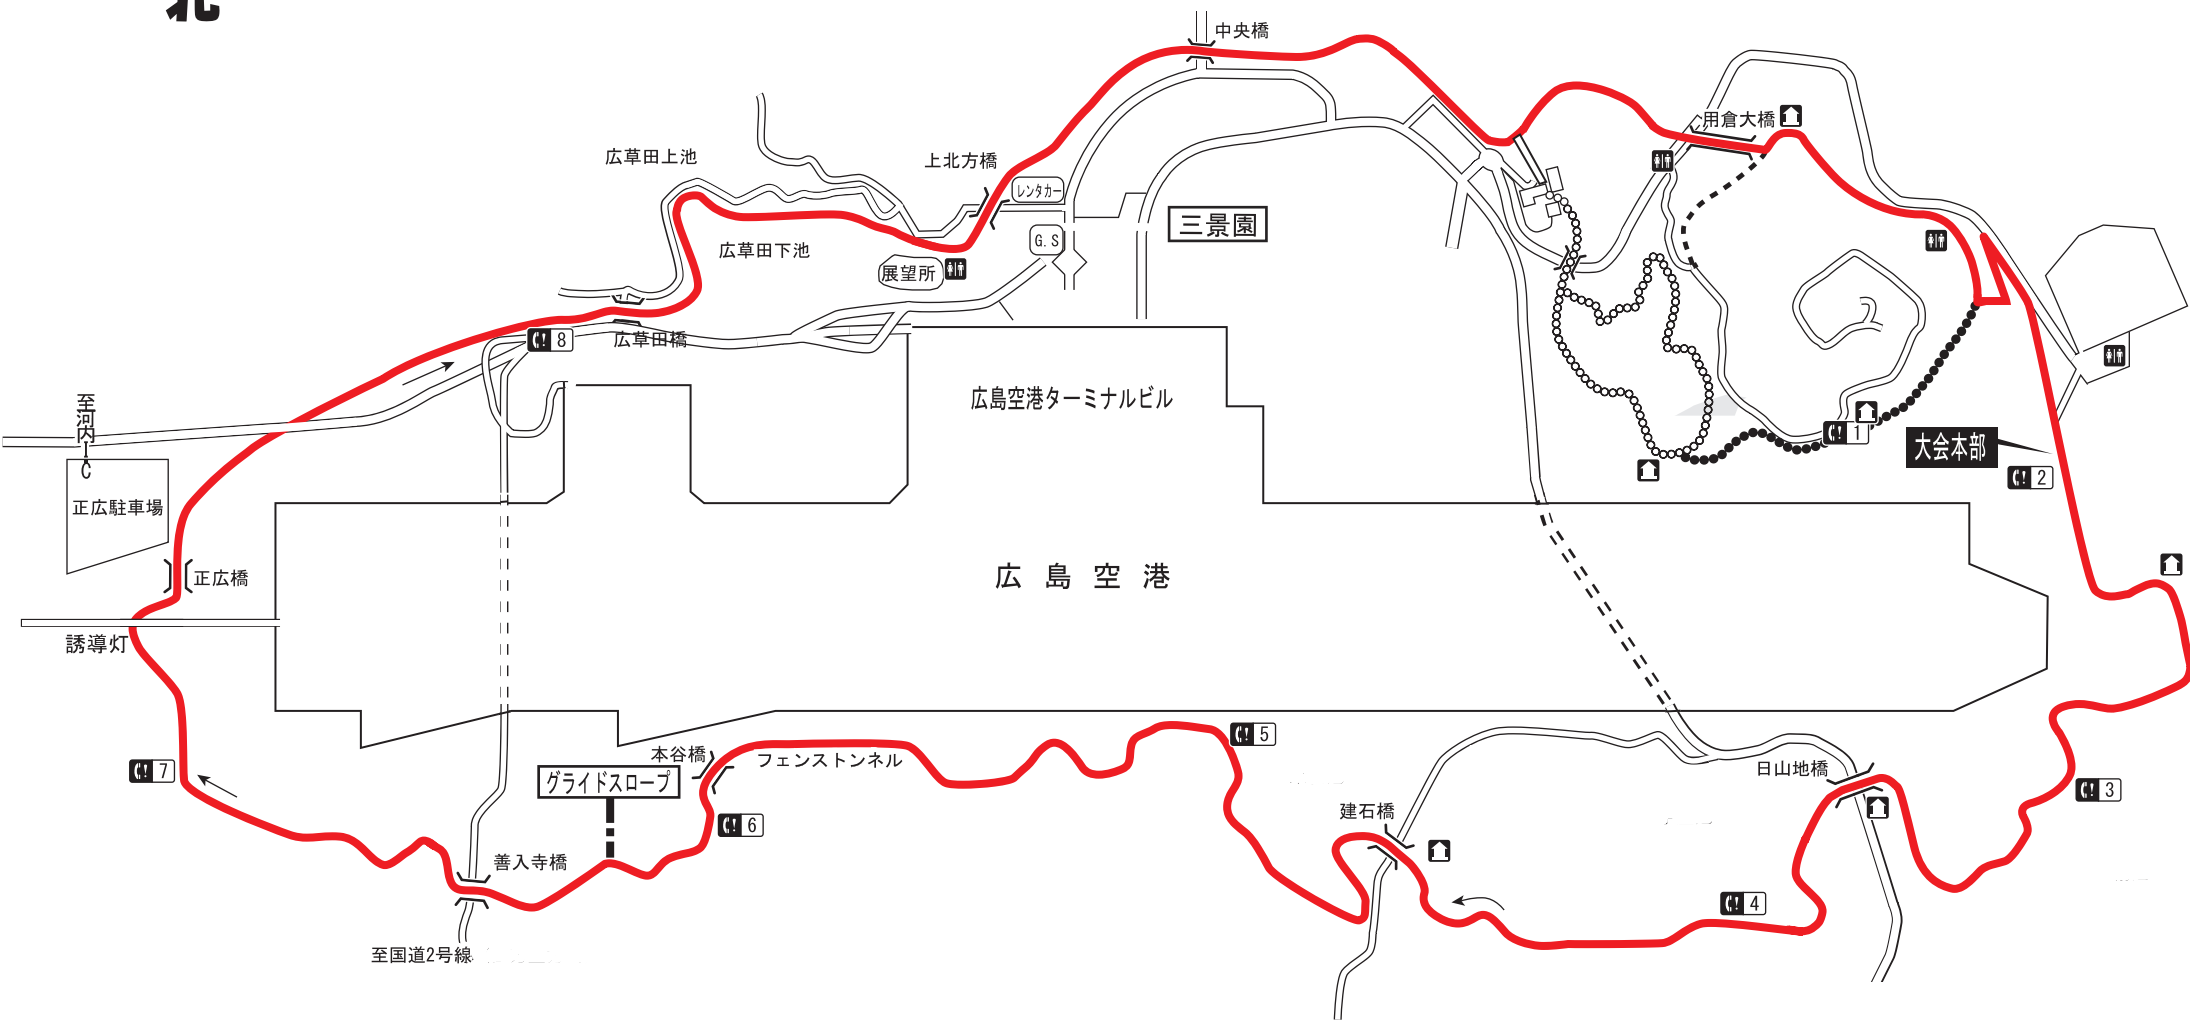 北
中央橋
用倉大橋
広草田上池
上北方橋
レンタカー
三景園
G.S
広草田下池
展望所
8
広草田橋
至河内IC
広島空港ターミナルビル
1
大会本部
2
正広駐車場
広島空港
正広橋
誘導灯
5
本谷橋
フェンストンネル
7
グライドスロープ
日山地橋
3
建石橋
6
善入寺橋
4
至国道2号線